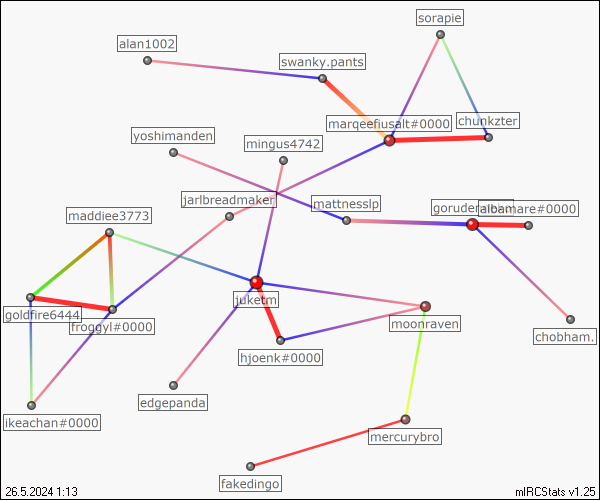 sorapie
alan1002
swanky.pants
marqeefiusalt#0000
chunkzter
yoshimanden
mingus4742
jarlbreadmaker
mattnesslp
albamare#0000
maddiee3773
juketm
goldfire6444
froggyl#0000
moonraven
chobham.
hjoenk#0000
edgepanda
ikeachan#0000
mercurybro
fakedingo
26.5.2024 1:13
mIRCStats v1.25